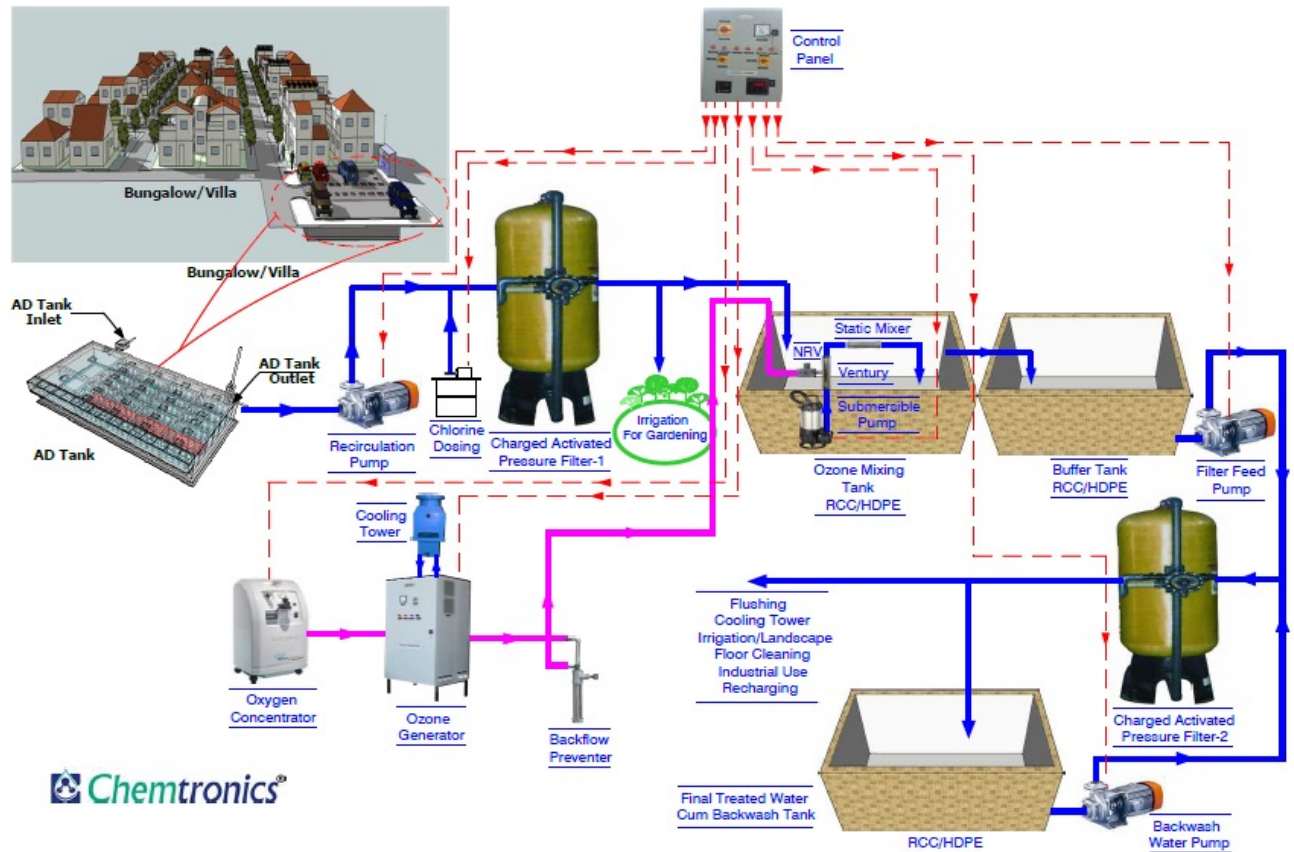 Control
Panel
Bungalow/Villa
Bungalow/Villa
AD Tank
Inlet
AD Tank
Outlet
AD Tank
Recirculation
Pump
Chlorine
Dosing
Charged Activated
Pressure Filter-1
Irrigation
For Gardening
Static Mixer
NRV
Ventury
Submersible
Pump
Ozone Mixing
Tank
RCC/HDPE
Buffer Tank
RCC/HDPE
Filter Feed
Pump
Cooling
Tower
Oxygen
Concentrator
Ozone
Generator
Backflow
Preventer
Flushing
Cooling Tower
Irrigation/Landscape
Floor Cleaning
Industrial Use
Recharging
Charged Activated
Pressure Filter-2
Final Treated Water
Cum Backwash Tank
RCC/HDPE
Backwash
Water Pump
Chemtronics®